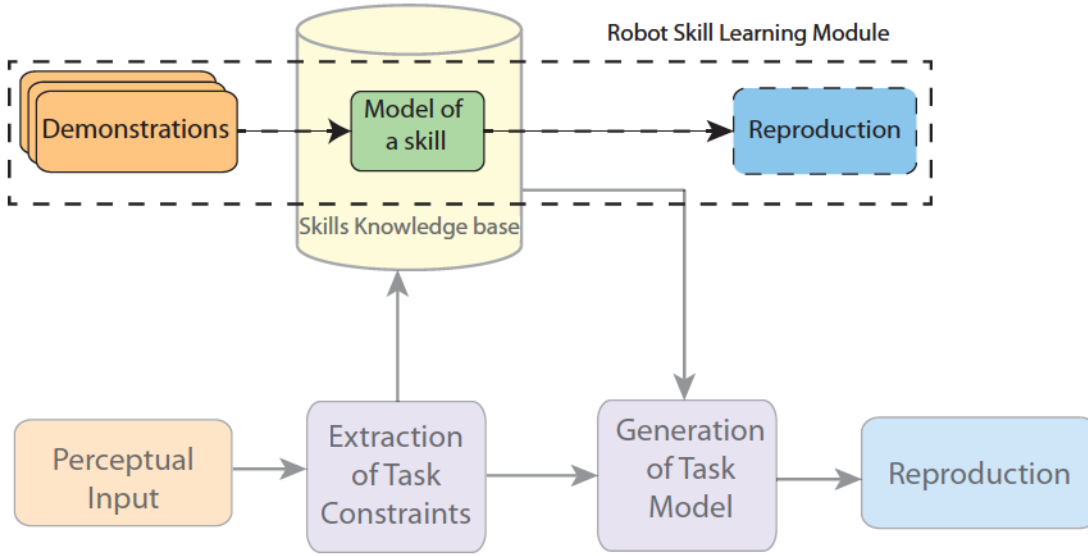 Robot Skill Learning Module
Demonstrations
Model of
a skill
Reproduction
Skills Knowledge base
Perceptual
Input
Extraction
of Task
Constraints
Generation
of Task
Model
Reproduction